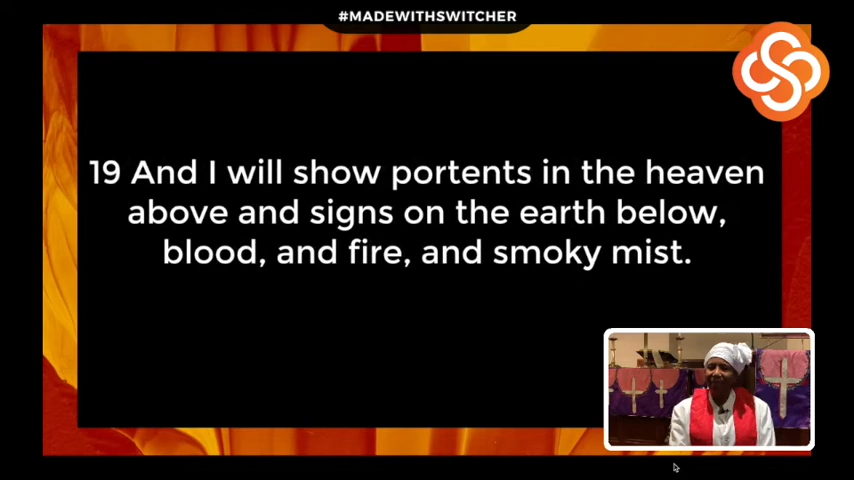 #MADEWITHSWITCHER
19 And I will show portents in the heaven
above and signs on the earth below,
blood, and fire, and smoky mist.